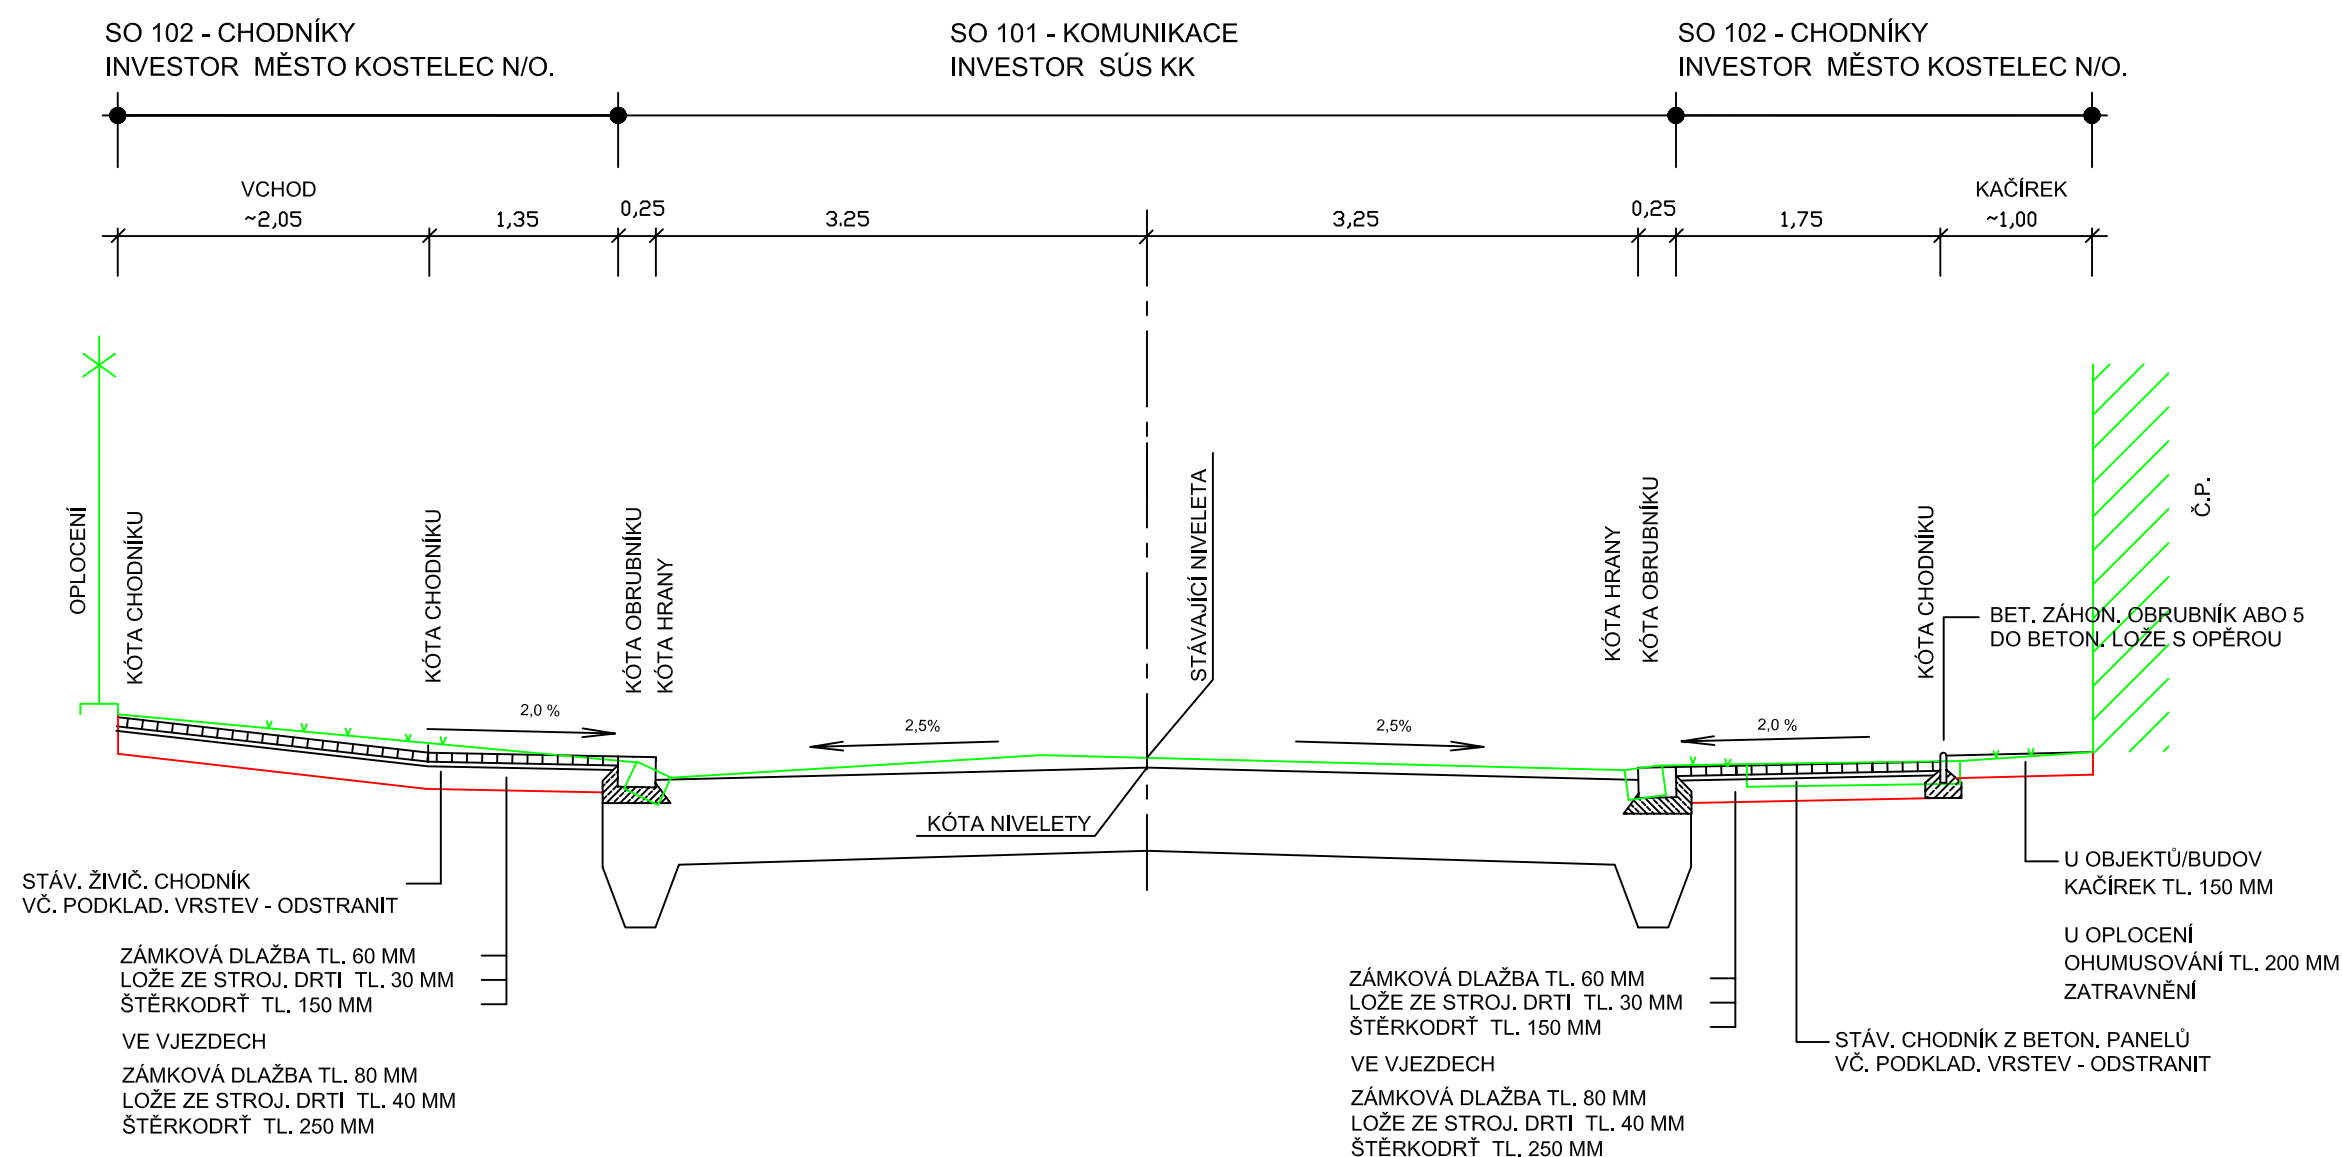 SO 102 - CHODNÍKY
INVESTOR MĚSTO KOSTELEC N/O.
SO 101 - KOMUNIKACE
INVESTOR SÚS KK
SO 102 - CHODNÍKY
INVESTOR MĚSTO KOSTELEC N/O.
VCHOD
~2,05
1,35
0,25
3.25
3,25
0,25
1,75
KAČÍREK
~1,00
OPLOCENÍ
KÓTA CHODNÍKU
KÓTA CHODNÍKU
KÓTA OBRUBNÍKU
KÓTA HRANY
STÁVAJÍCÍ NIVELETA
KÓTA HRANY
KÓTA OBRUBNÍKU
KÓTA CHODNÍKU
Č.P.
BET. ZÁHON. OBRUBNÍK ABO 5
DO BETON. LOŽE S OPĚROU
2,0 %
2,5%
2,5%
2,0 %
KÓTA NIVELETY
STÁV. ŽIVIČ. CHODNÍK
VČ. PODKLAD. VRSTEV - ODSTRANIT
ZÁMKOVÁ DLAŽBA TL. 60 MM
LOŽE ZE STROJ. DRTI TL. 30 MM
ŠTĚRKODRŤ TL. 150 MM
VE VJEZDECH
ZÁMKOVÁ DLAŽBA TL. 80 MM
LOŽE ZE STROJ. DRTI TL. 40 MM
ŠTĚRKODRŤ TL. 250 MM
ZÁMKOVÁ DLAŽBA TL. 60 MM
LOŽE ZE STROJ. DRTI TL. 30 MM
ŠTĚRKODRŤ TL. 150 MM
VE VJEZDECH
ZÁMKOVÁ DLAŽBA TL. 80 MM
LOŽE ZE STROJ. DRTI TL. 40 MM
ŠTĚRKODRŤ TL. 250 MM
U OBJEKTŮ/BUDOV
KAČÍREK TL. 150 MM
U OPLOCENÍ
OHUMUSOVÁNÍ TL. 200 MM
ZATRAVNĚNÍ
STÁV. CHODNÍK Z BETON. PANELŮ
VČ. PODKLAD. VRSTEV - ODSTRANIT